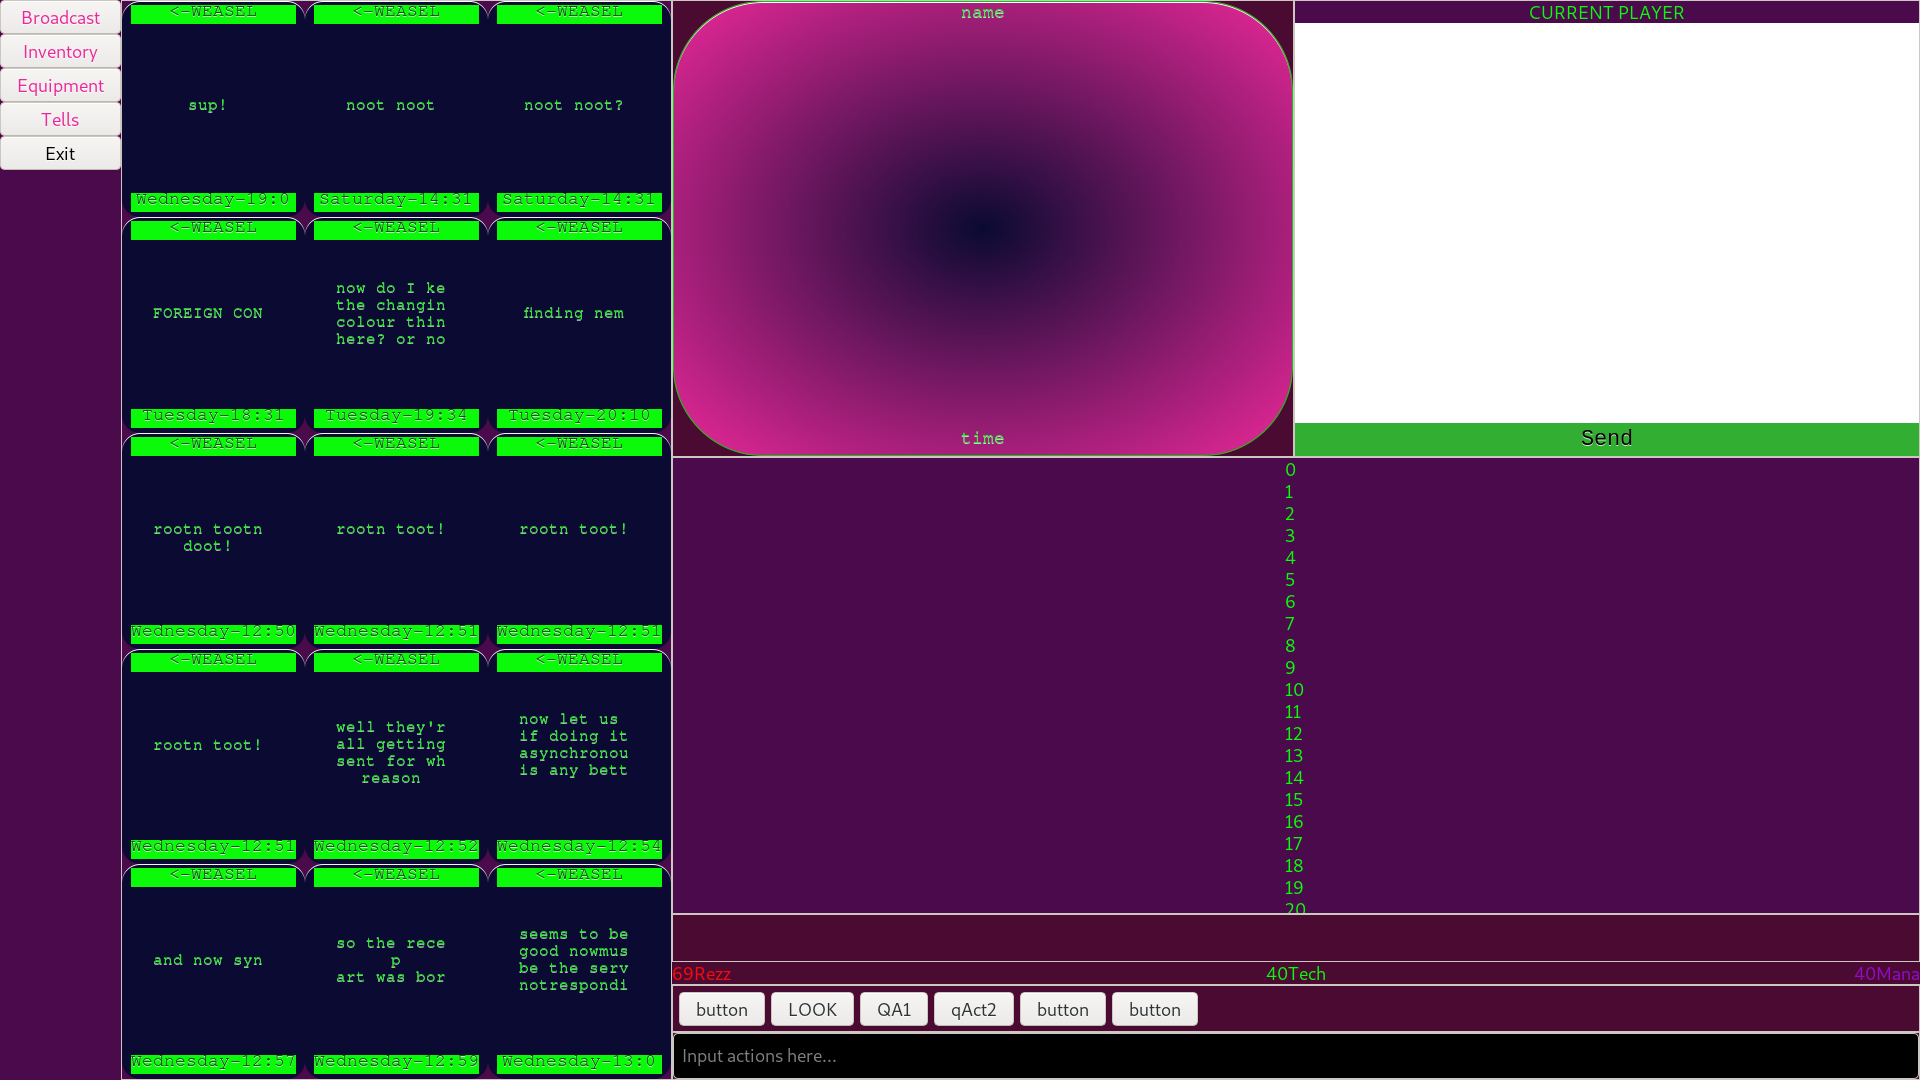 Broadcast
Inventory
Equipment
Tells
Exit
<-WEASEL
sup!
Wednesday-19:0
<-WEASEL
noot noot
Saturday-14:31
<-WEASEL
noot noot?
Saturday-14:31
<-WEASEL
FOREIGN CON
Tuesday-18:31
<-WEASEL
now do I ke
the changin
colour thin
here? or no
Tuesday-19:34
<-WEASEL
finding nem
Tuesday-20:10
<-WEASEL
rootn tootn
doot!
Wednesday-12:50
<-WEASEL
rootn toot!
Wednesday-12:51
<-WEASEL
rootn toot!
Wednesday-12:51
<-WEASEL
rootn toot!
Wednesday-12:51
<-WEASEL
well they'r
all getting
sent for wh
reason
Wednesday-12:52
<-WEASEL
now let us
if doing it
asynchronou
is any bett
Wednesday-12:54
<-WEASEL
and now syn
Wednesday-12:57
<-WEASEL
so the rece
p
art was bor
Wednesday-12:59
<-WEASEL
seems to be
good nowmus
be the serv
notrespondi
Wednesday-13:0
name
time
CURRENT PLAYER
Send
0
1
2
3
4
5
6
7
8
9
10
11
12
13
14
15
16
17
18
19
20
69Rezz
40Tech
40Mana
button
LOOK
QA1
qAct2
button
button
Input actions here...